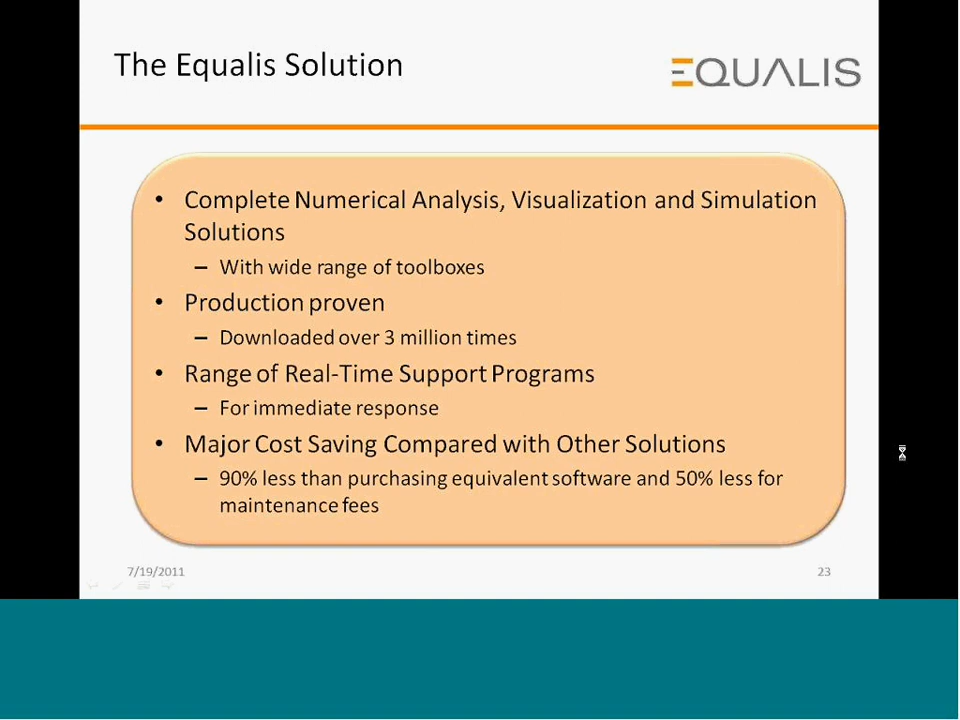 The Equalis Solution
EQUALIS
• Complete Numerical Analysis, Visualization and Simulation
Solutions
– With wide range of toolboxes
• Production proven
– Downloaded over 3 million times
• Range of Real-Time Support Programs
– For immediate response
• Major Cost Saving Compared with Other Solutions
– 90% less than purchasing equivalent software and 50% less for
maintenance fees
7/19/2011
23